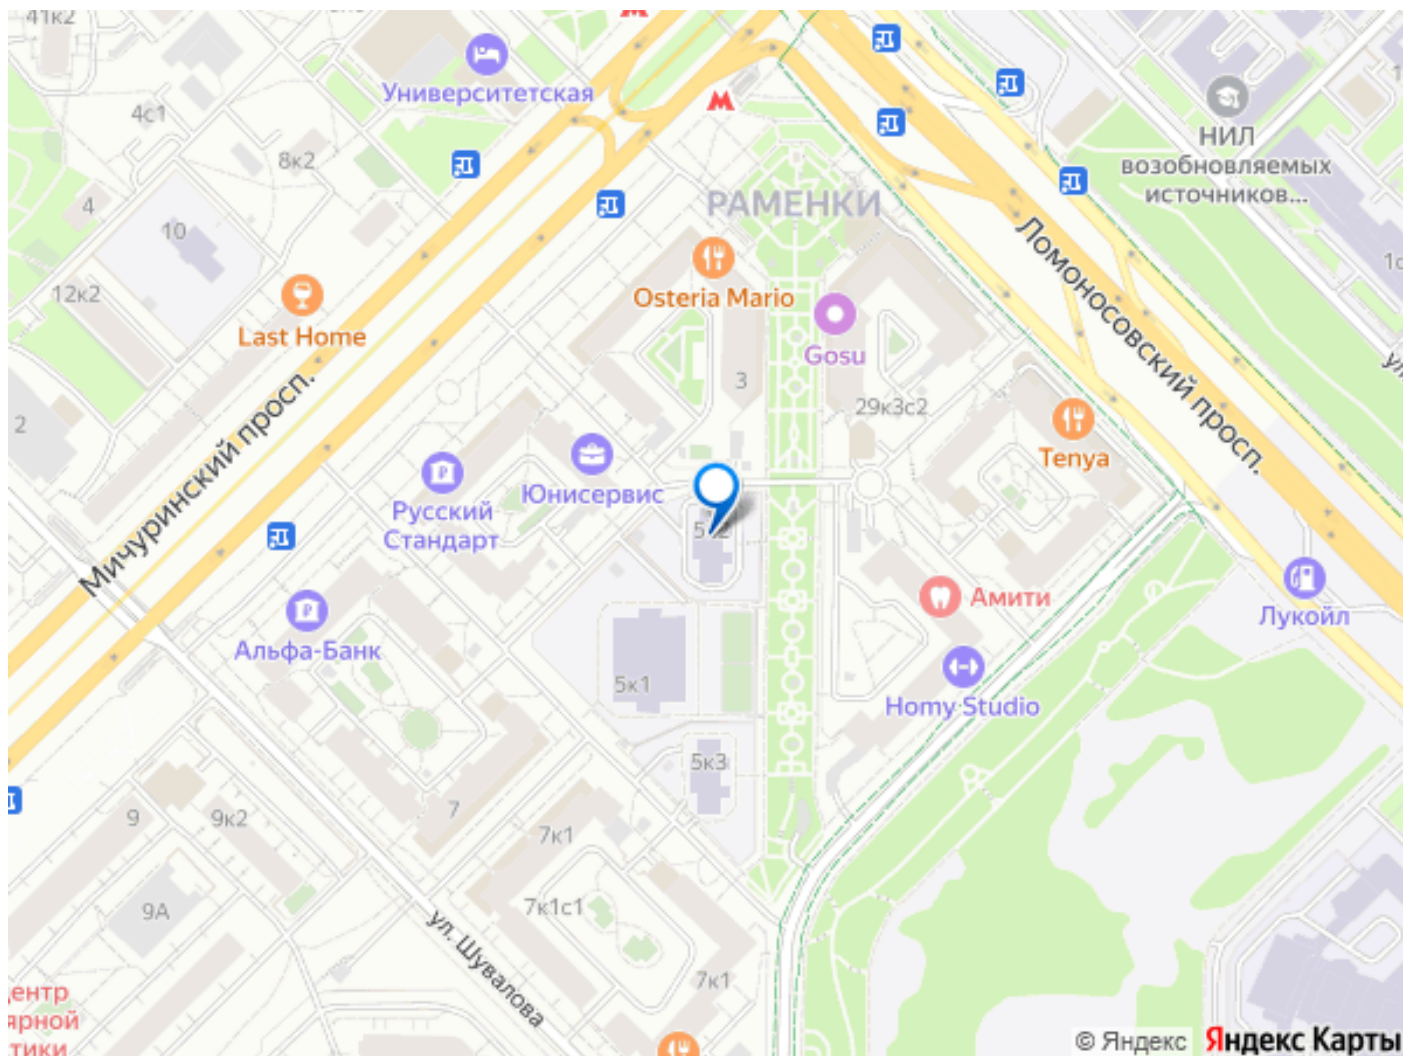 41к2
Университетская
4с1
8к2
НИЛ
возобновляемых
источников...
4
РАМЕНКИ
10
Ломоносовский просп.
12к2
Osteria Mario
Last Home
Gosu
3
29к3с2
Мичуринский просп.
2
Tenya
Юнисервис
Русский
Стандарт
Амити
Лукойл
Альфа-Банк
5к1
Homy Studio
5к3
7
9
9к2
7к1
7к1с1
9А
ул. Шувалова
7к1
© Яндекс
Яндекс Карты